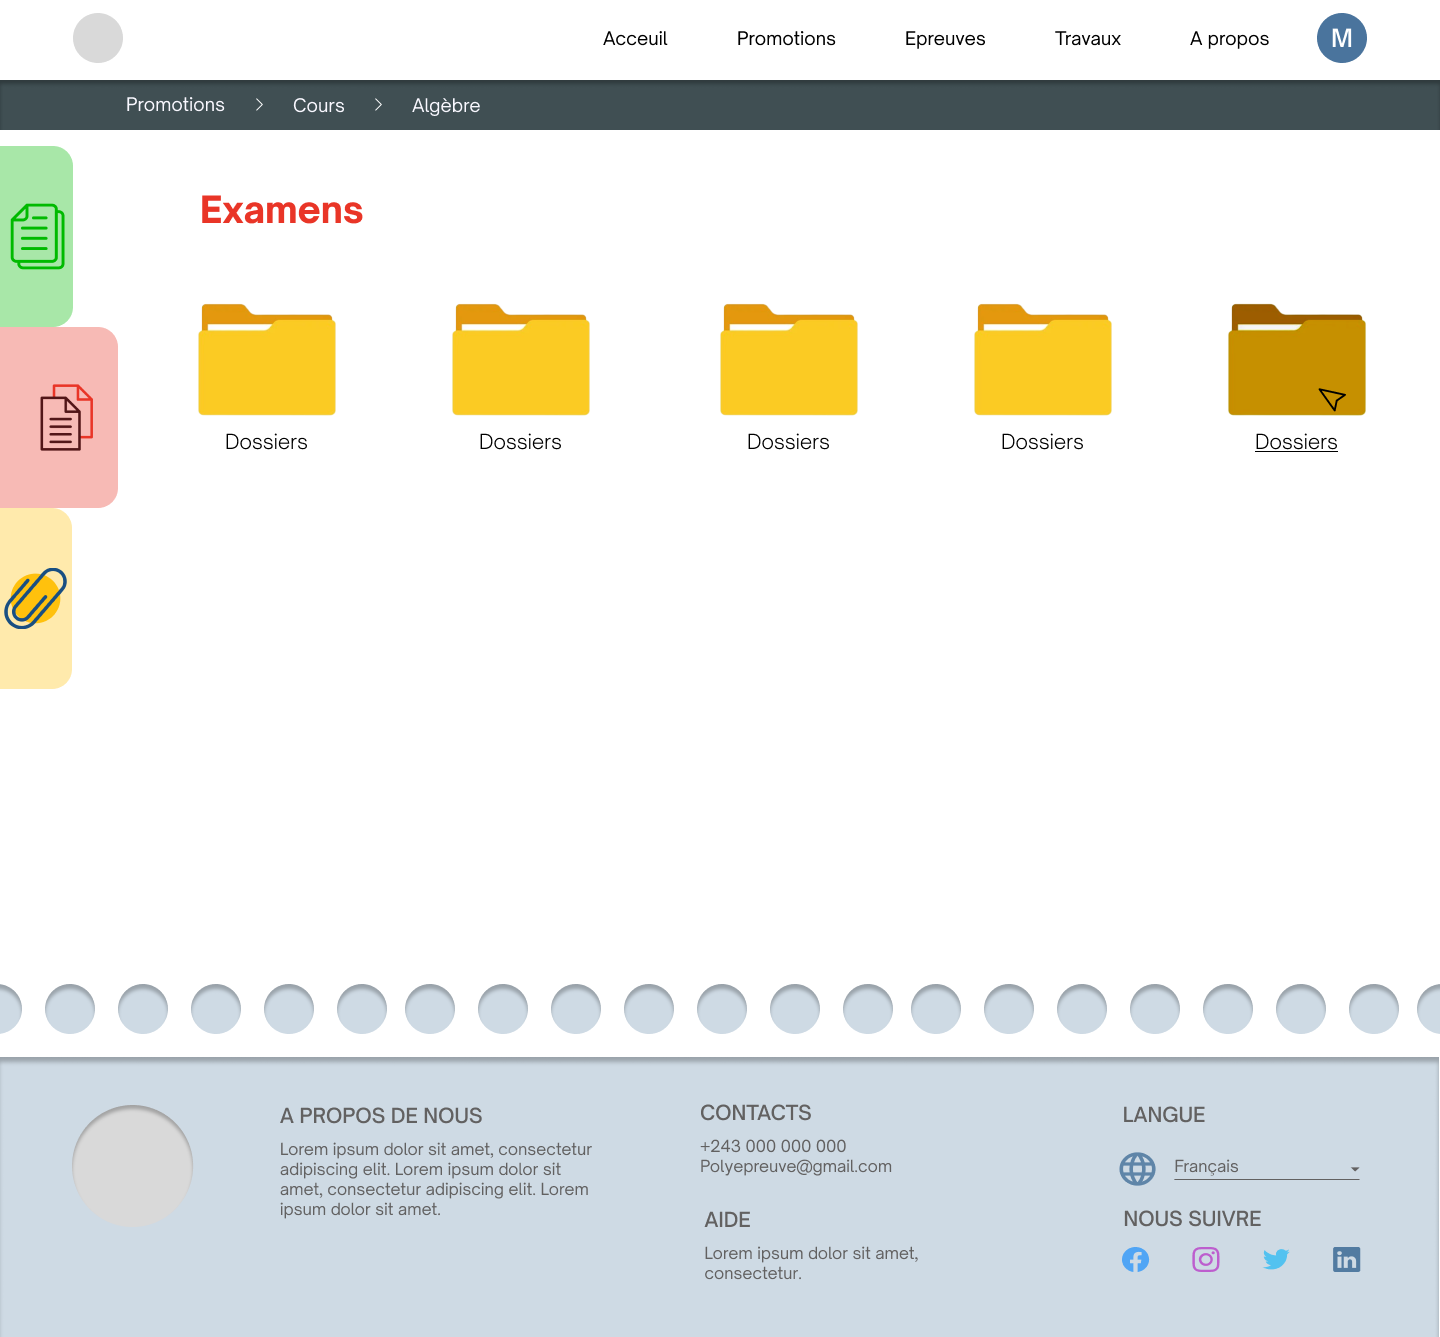 Acceuil Promotions Epreuves Travaux A propos M
Promotions > Cours > Algèbre
Examens
Dossiers Dossiers Dossiers Dossiers Dossiers
A PROPOS DE NOUS
Lorem ipsum dolor sit amet, consectetur
adipiscing elit. Lorem ipsum dolor sit
amet, consectetur adipiscing elit. Lorem
ipsum dolor sit amet.
CONTACTS
+243 000 000 000
Polyepreuve@gmail.com
AIDE
Lorem ipsum dolor sit amet,
consectetur.
LANGUE
Français
NOUS SUIVRE